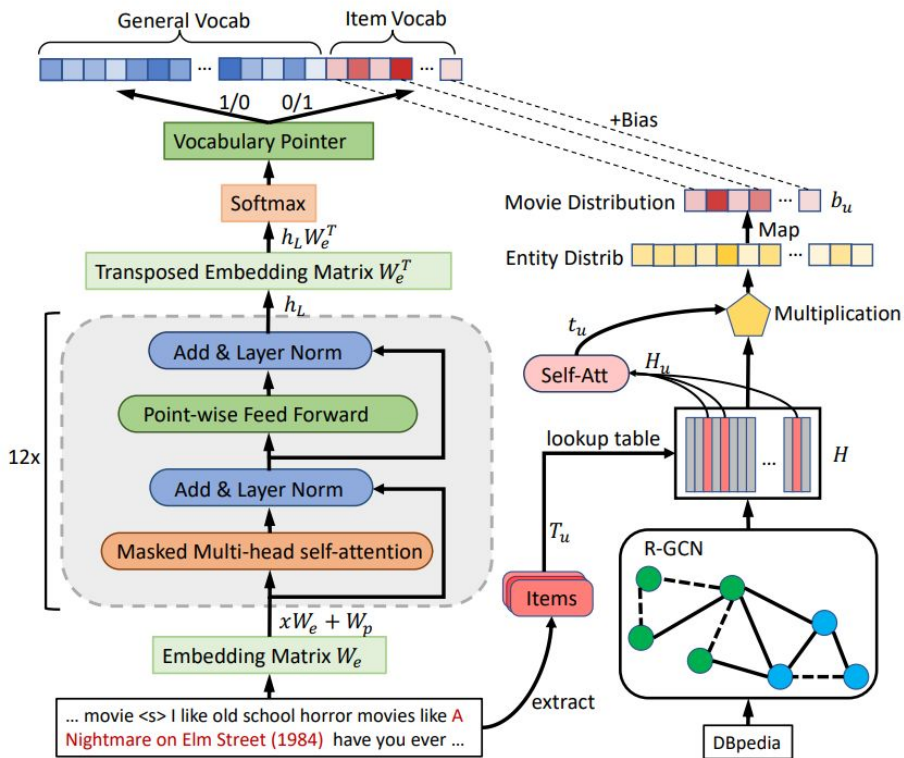 General Vocab
Item Vocab
...
...
1/0
0/1
+Bias
Vocabulary Pointer
Softmax
Movie Distribution
...
b_u
Map
h_L W_e^T
Entity Distrib
...
Transposed Embedding Matrix W_e^T
h_L
Multiplication
t_u
Add & Layer Norm
H_u
Self-Att
Point-wise Feed Forward
lookup table
12x
...
H
Add & Layer Norm
Masked Multi-head self-attention
T_u
R-GCN
Items
xW_e + W_p
Embedding Matrix W_e
extract
... movie <s> I like old school horror movies like A
Nightmare on Elm Street (1984) have you ever ...
DBpedia